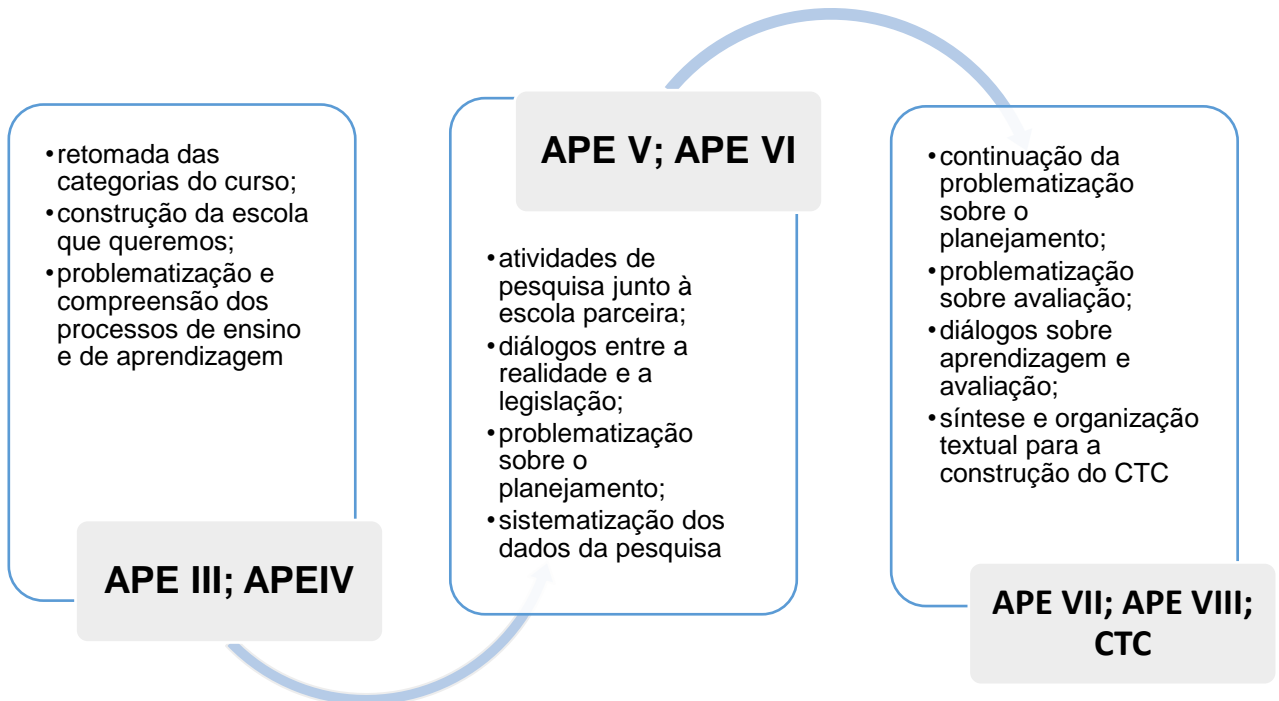 •retomada das
categorias do curso;
•construção da escola
que queremos;
•problematização e
compreensão dos
processos de ensino
e de aprendizagem
APE III; APEIV
APE V; APE VI
•atividades de
pesquisa junto à
escola parceira;
•diálogos entre a
realidade e a
legislação;
•problematização
sobre o
planejamento;
•sistematização dos
dados da pesquisa
•continuação da
problematização
sobre o
planejamento;
•problematização
sobre avaliação;
•diálogos sobre
aprendizagem e
avaliação;
•síntese e organização
textual para a
construção do CTC
APE VII; APE VIII;
CTC